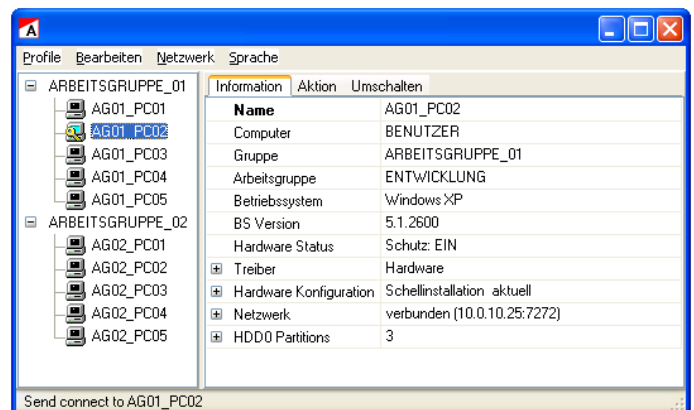 A
Profile Bearbeiten Netzwerk Sprache
ARBEITSGRUPPE_01
AG01_PC01
AG01_PC02
AG01_PC03
AG01_PC04
AG01_PC05
ARBEITSGRUPPE_02
AG02_PC01
AG02_PC02
AG02_PC03
AG02_PC04
AG02_PC05
Information Aktion Umschalten
Name AG01_PC02
Computer BENUTZER
Gruppe ARBEITSGRUPPE_01
Arbeitsgruppe ENTWICKLUNG
Betriebssystem Windows XP
BS Version 5.1.2600
Hardware Status Schutz: EIN
Treiber Hardware
Hardware Konfiguration Schellinstallation aktuell
Netzwerk verbunden (10.0.10.25:7272)
HDD0 Partitions 3
Send connect to AG01_PC02